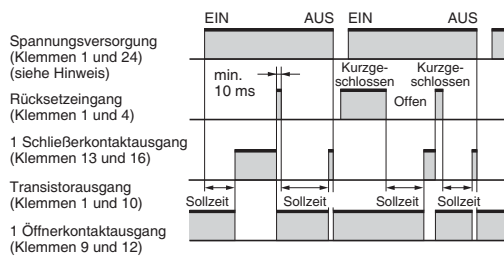 EIN AUS EIN AUS
Spannungsversorgung
(Klemmen 1 und 24)
(siehe Hinweis)
min.
10 ms
Kurzge-
schlossen
Kurzge-
schlossen
Offen
Rücksetzeingang
(Klemmen 1 und 4)
1 Schließerkontaktausgang
(Klemmen 13 und 16)
Transistorausgang
(Klemmen 1 und 10)
Sollzeit Sollzeit Sollzeit Sollzeit
1 Öffnerkontaktausgang
(Klemmen 9 und 12)